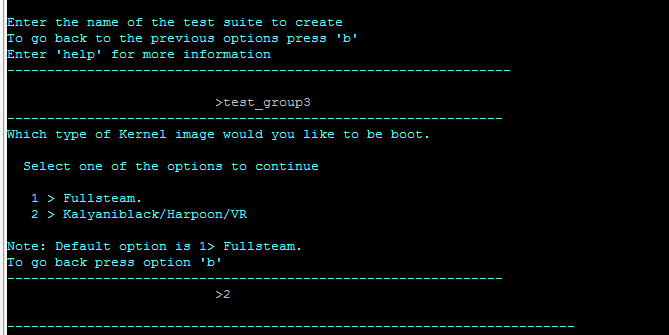 Enter the name of the test suite to create
To go back to the previous options press 'b'
Enter 'help' for more information
---------------------------------------------------------------
>test_group3
--------------------------------------------------------------
Which type of Kernel image would you like to be boot.
Select one of the options to continue
1 > Fullsteam.
2 > Kalyaniblack/Harpoon/VR
Note: Default option is 1> Fullsteam.
To go back press option 'b'
--------------------------------------------------------------
>2
-----------------------------------------------------------------------